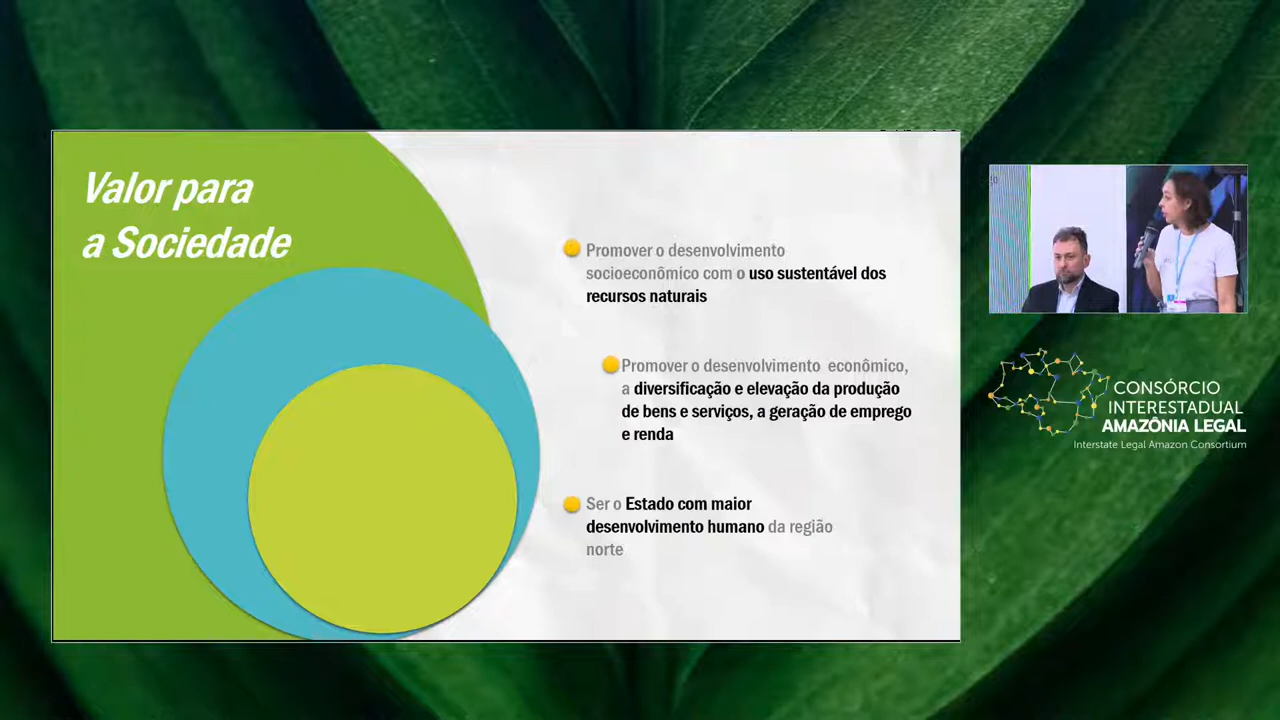 Valor para
a Sociedade
Promover o desenvolvimento
socioeconômico com o uso sustentável dos
recursos naturais
Promover o desenvolvimento econômico,
a diversificação e elevação da produção
de bens e serviços, a geração de emprego
e renda
Ser o Estado com maior
desenvolvimento humano da região
norte
CONSÓRCIO
INTERESTADUAL
AMAZÔNIA LEGAL
Interstate Legal Amazon Consortium